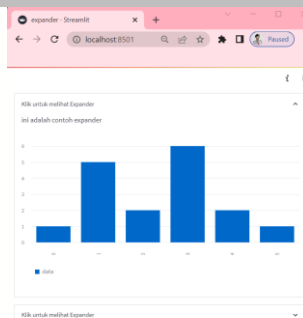 expander · Streamlit
localhost:8501
Paused
Klik untuk melihat Expander
ini adalah contoh expander
6
5
4
3
2
1
0
data
Klik untuk melihat Expander